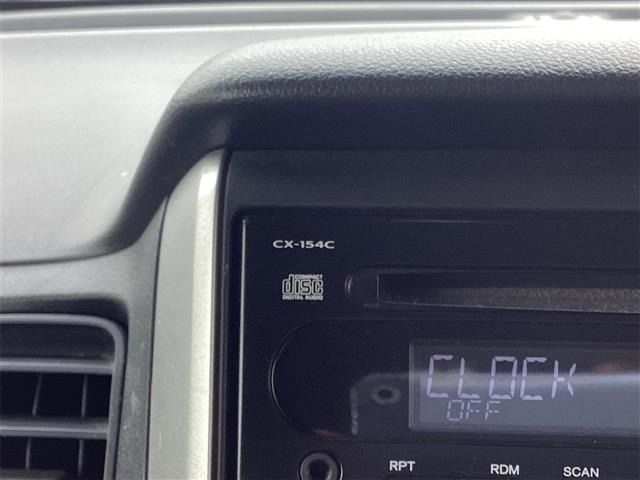 CX-154C
COMPACT
disc
DIGITAL AUDIO
CLOCK
OFF
RPT RDM SCAN